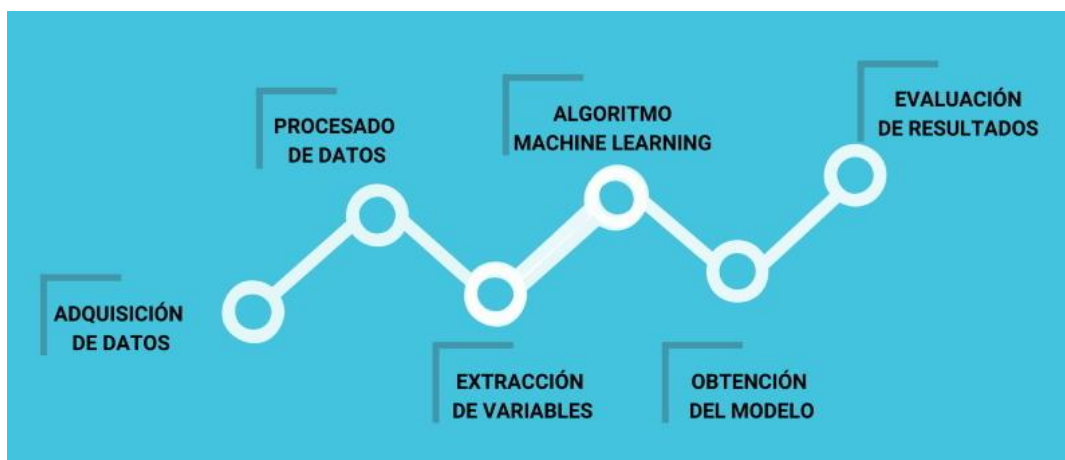 ADQUISICIÓN
DE DATOS
PROCESADO
DE DATOS
EXTRACCIÓN
DE VARIABLES
ALGORITMO
MACHINE LEARNING
OBTENCIÓN
DEL MODELO
EVALUACIÓN
DE RESULTADOS